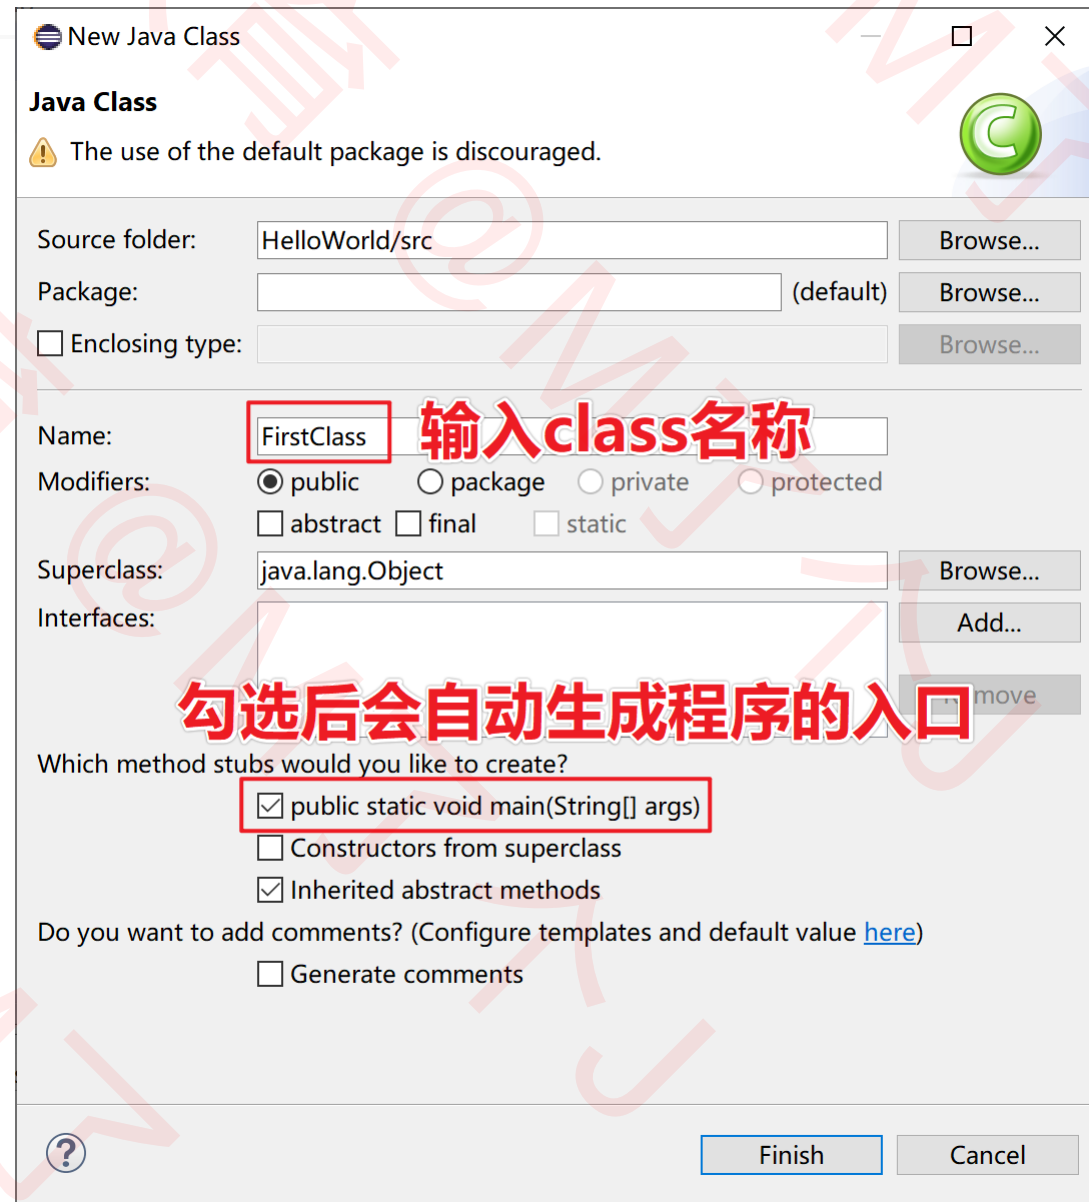 New Java Class
Java Class
The use of the default package is discouraged.
Source folder: HelloWorld/src Browse...
Package: (default) Browse...
Enclosing type: Browse...
Name: FirstClass 输入class名称
Modifiers: public package private protected
abstract final static
Superclass: java.lang.Object Browse...
Interfaces: Add...
勾选后会自动生成程序的入口
Which method stubs would you like to create?
public static void main(String[] args)
Constructors from superclass
Inherited abstract methods
Do you want to add comments? (Configure templates and default value here)
Generate comments
Finish Cancel